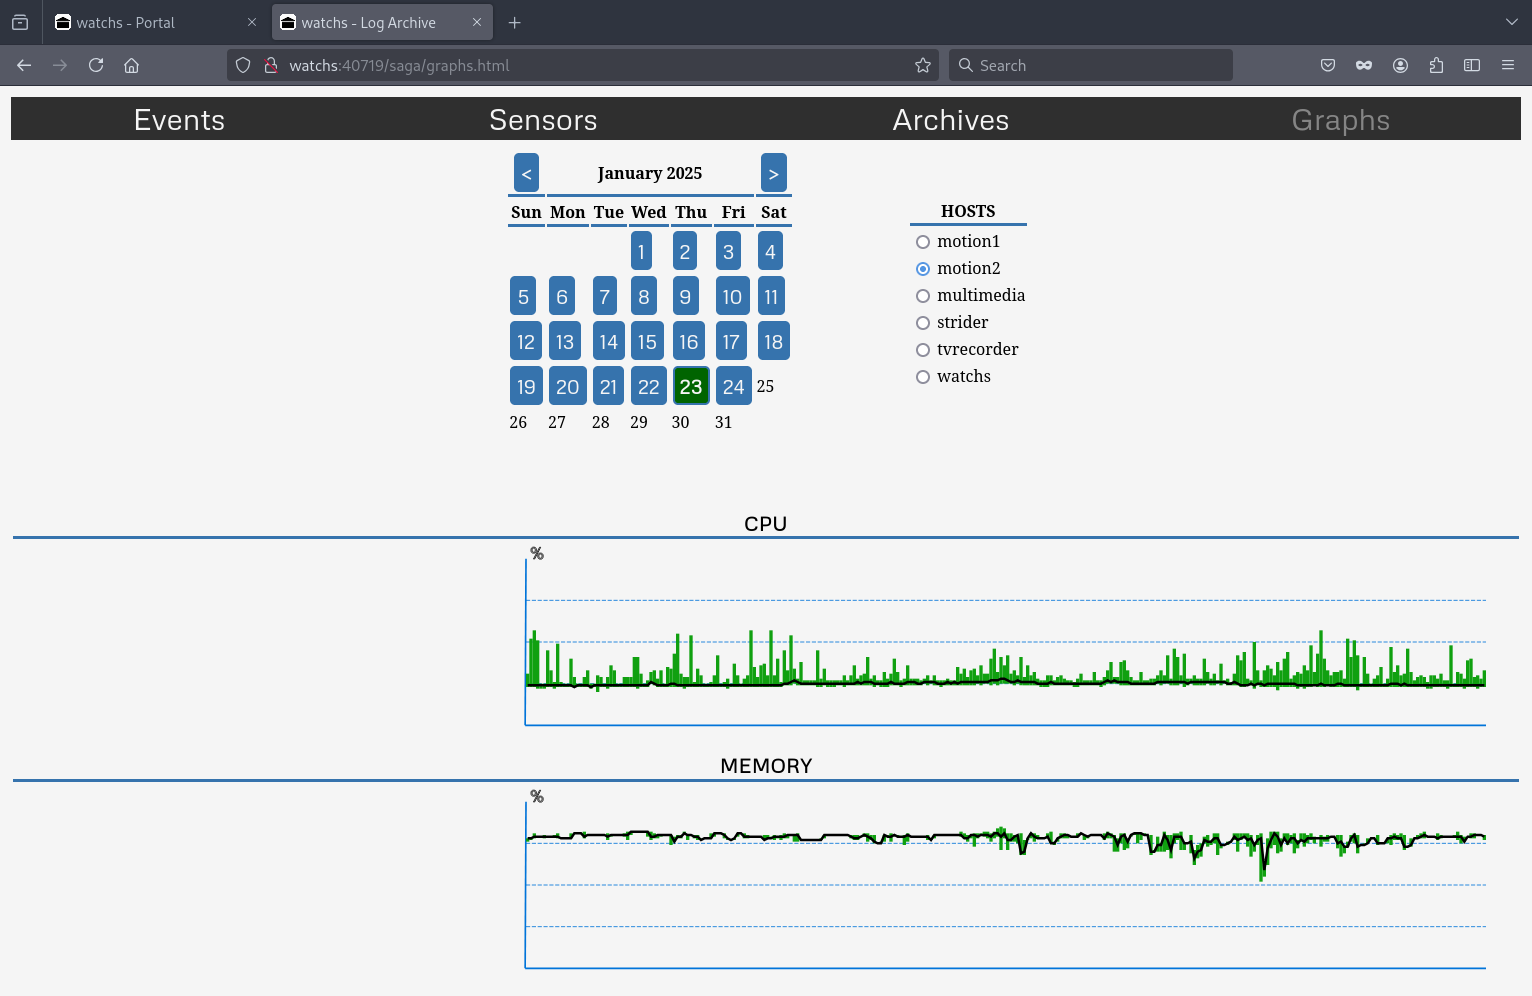 watchs - Portal
watchs - Log Archive
watchs:40719/saga/graphs.html
Search
Events Sensors Archives Graphs
< January 2025 >
Sun Mon Tue Wed Thu Fri Sat
1 2 3 4
5 6 7 8 9 10 11
12 13 14 15 16 17 18
19 20 21 22 23 24 25
26 27 28 29 30 31
HOSTS
motion1
motion2
multimedia
strider
tvrecorder
watchs
CPU
%
MEMORY
%